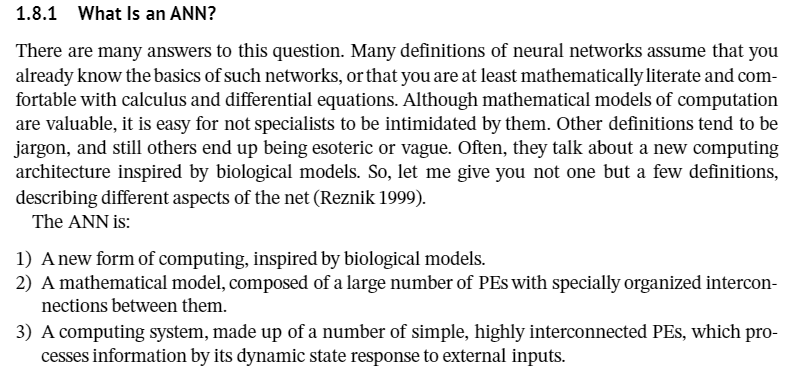 1.8.1 What Is an ANN?
There are many answers to this question. Many definitions of neural networks assume that you
already know the basics of such networks, or that you are at least mathematically literate and com-
fortable with calculus and differential equations. Although mathematical models of computation
are valuable, it is easy for not specialists to be intimidated by them. Other definitions tend to be
jargon, and still others end up being esoteric or vague. Often, they talk about a new computing
architecture inspired by biological models. So, let me give you not one but a few definitions,
describing different aspects of the net (Reznik 1999).
The ANN is:
1) A new form of computing, inspired by biological models.
2) A mathematical model, composed of a large number of PEs with specially organized intercon-
nections between them.
3) A computing system, made up of a number of simple, highly interconnected PEs, which pro-
cesses information by its dynamic state response to external inputs.